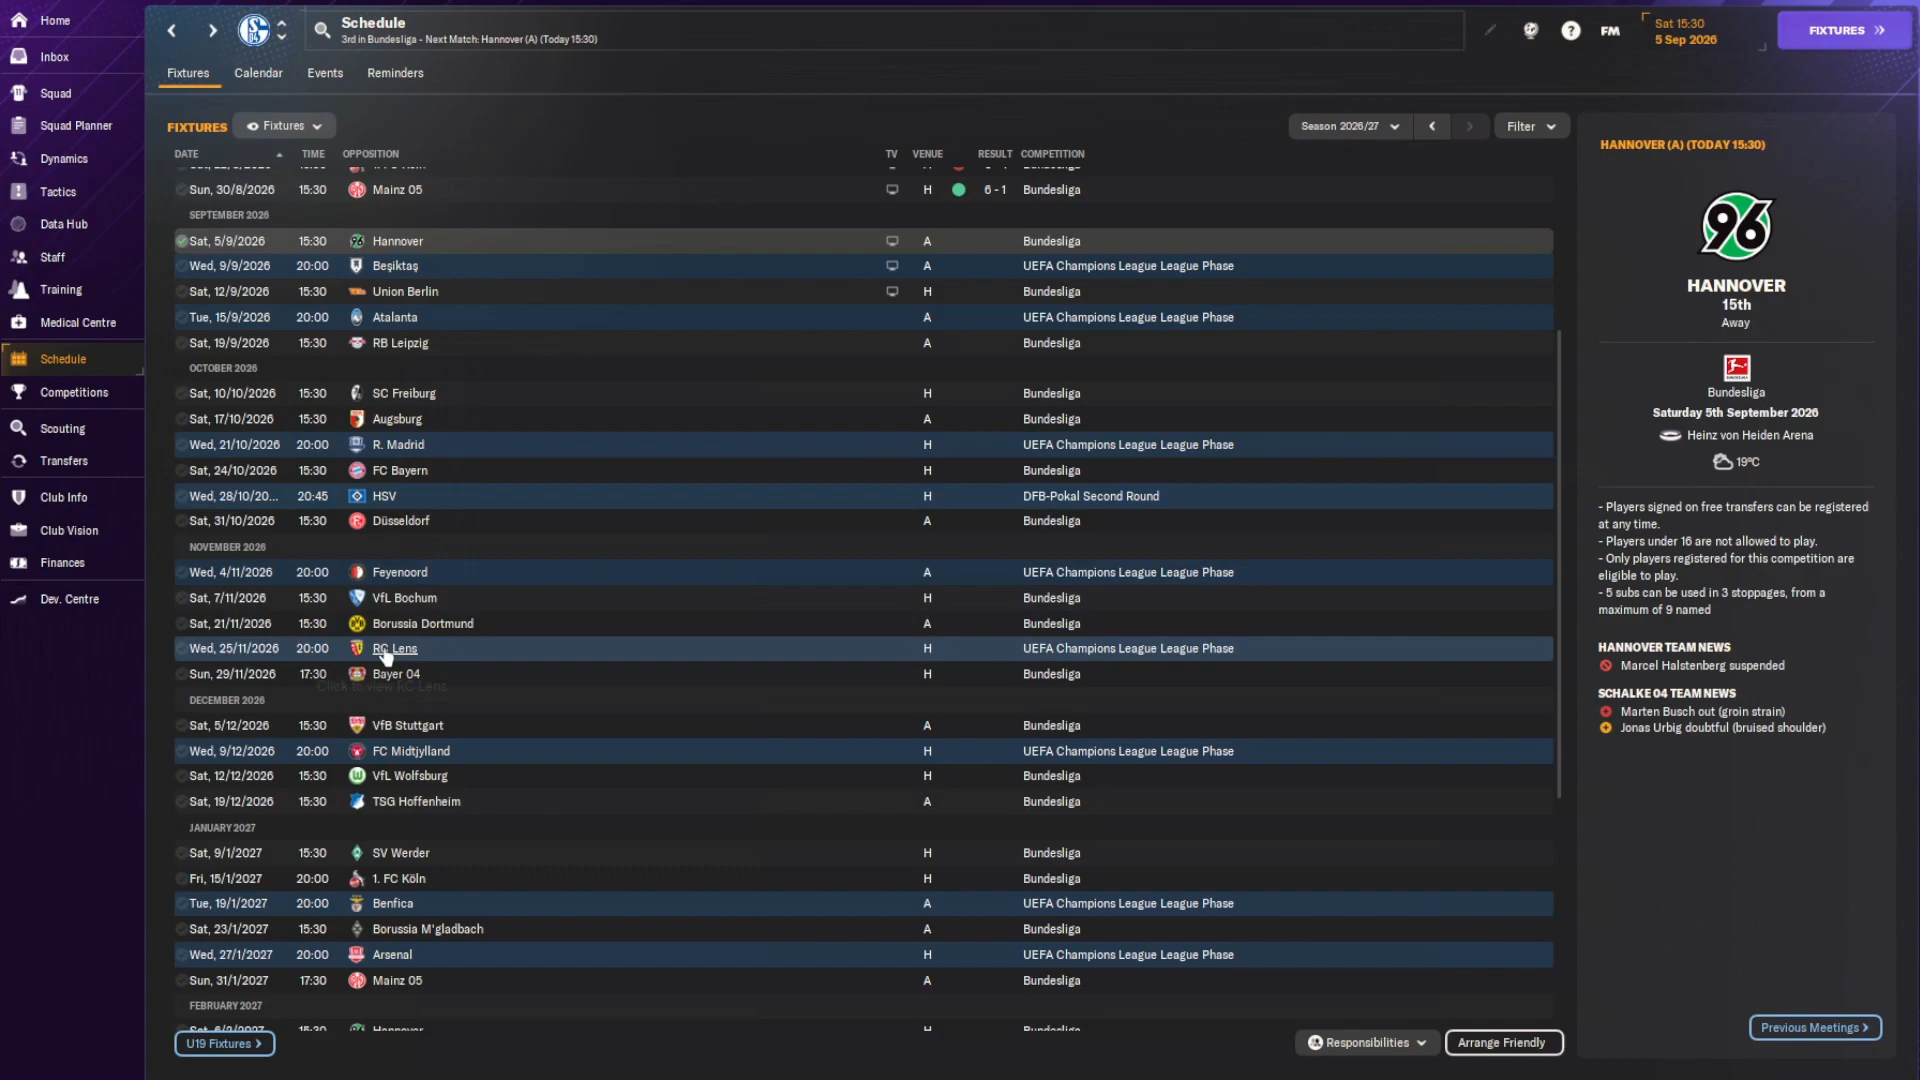 Home
Inbox
Squad
Squad Planner
Dynamics
Tactics
Data Hub
Staff
Training
Medical Centre
Schedule
Competitions
Scouting
Transfers
Club Info
Club Vision
Finances
Dev. Centre
Schedule
3rd in Bundesliga - Next Match: Hannover (A) (Today 15:30)
FM
Sat 15:30
5 Sep 2026
FIXTURES
Fixtures Calendar Events Reminders
FIXTURES Fixtures
Season 2026/27 Filter
DATE TIME OPPOSITION TV VENUE RESULT COMPETITION
Sun, 30/8/2026 15:30 Mainz 05 H 6 - 1 Bundesliga
SEPTEMBER 2026
Sat, 5/9/2026 15:30 Hannover A Bundesliga
Wed, 9/9/2026 20:00 Beşiktaş A UEFA Champions League League Phase
Sat, 12/9/2026 15:30 Union Berlin H Bundesliga
Tue, 15/9/2026 20:00 Atalanta A UEFA Champions League League Phase
Sat, 19/9/2026 15:30 RB Leipzig A Bundesliga
OCTOBER 2026
Sat, 10/10/2026 15:30 SC Freiburg H Bundesliga
Sat, 17/10/2026 15:30 Augsburg A Bundesliga
Wed, 21/10/2026 20:00 R. Madrid H UEFA Champions League League Phase
Sat, 24/10/2026 15:30 FC Bayern H Bundesliga
Wed, 28/10/20... 20:45 HSV H DFB-Pokal Second Round
Sat, 31/10/2026 15:30 Düsseldorf A Bundesliga
NOVEMBER 2026
Wed, 4/11/2026 20:00 Feyenoord A UEFA Champions League League Phase
Sat, 7/11/2026 15:30 VfL Bochum H Bundesliga
Sat, 21/11/2026 15:30 Borussia Dortmund A Bundesliga
Wed, 25/11/2026 20:00 RC Lens H UEFA Champions League League Phase
Sun, 29/11/2026 17:30 Bayer 04 H Bundesliga
Click to view RC Lens
DECEMBER 2026
Sat, 5/12/2026 15:30 VfB Stuttgart A Bundesliga
Wed, 9/12/2026 20:00 FC Midtjylland H UEFA Champions League League Phase
Sat, 12/12/2026 15:30 VfL Wolfsburg H Bundesliga
Sat, 19/12/2026 15:30 TSG Hoffenheim A Bundesliga
JANUARY 2027
Sat, 9/1/2027 15:30 SV Werder H Bundesliga
Fri, 15/1/2027 20:00 1. FC Köln H Bundesliga
Tue, 19/1/2027 20:00 Benfica A UEFA Champions League League Phase
Sat, 23/1/2027 15:30 Borussia M'gladbach A Bundesliga
Wed, 27/1/2027 20:00 Arsenal H UEFA Champions League League Phase
Sun, 31/1/2027 17:30 Mainz 05 A Bundesliga
FEBRUARY 2027
Sat, 6/2/2027 15:30 Hannover H Bundesliga
U19 Fixtures
Responsibilities
Arrange Friendly
HANNOVER (A) (TODAY 15:30)
96
HANNOVER
15th
Away
Bundesliga
Saturday 5th September 2026
Heinz von Heiden Arena
19°C
- Players signed on free transfers can be registered
at any time.
- Players under 16 are not allowed to play.
- Only players registered for this competition are
eligible to play.
- 5 subs can be used in 3 stoppages, from a
maximum of 9 named
HANNOVER TEAM NEWS
Marcel Halstenberg suspended
SCHALKE 04 TEAM NEWS
Marten Busch out (groin strain)
Jonas Urbig doubtful (bruised shoulder)
Previous Meetings